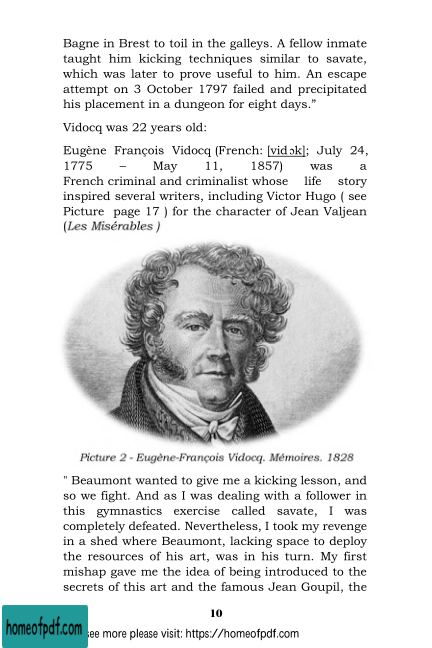 Bagne in Brest to toil in the galleys. A fellow inmate
taught him kicking techniques similar to savate,
which was later to prove useful to him. An escape
attempt on 3 October 1797 failed and precipitated
his placement in a dungeon for eight days.”
Vidocq was 22 years old:
Eugène François Vidocq (French: [vidɔk]; July 24,
1775 – May 11, 1857) was a
French criminal and criminalist whose life story
inspired several writers, including Victor Hugo ( see
Picture page 17 ) for the character of Jean Valjean
(Les Misérables )
Picture 2 - Eugène-François Vidocq. Mémoires. 1828
" Beaumont wanted to give me a kicking lesson, and
so we fight. And as I was dealing with a follower in
this gymnastics exercise called savate, I was
completely defeated. Nevertheless, I took my revenge
in a shed where Beaumont, lacking space to deploy
the resources of his art, was in his turn. My first
mishap gave me the idea of being introduced to the
secrets of this art and the famous Jean Goupil, the
10
homeofpdf.com
see more please visit: https://homeofpdf.com